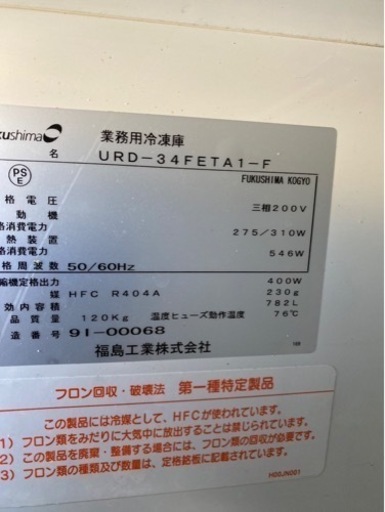 kushima
業務用冷凍庫
名 URD-34FETA1-F
PS
E
FUKUSHIMA KOGYO
格電圧 三相200V
動機
格消費電力 275/310W
熱装置
格消費電力 546W
格周波数 50/60Hz
縮機定格出力 400W
媒 HFC R404A 230g
効内容積 782L
品質量 120Kg 温度ヒューズ動作温度 76℃
造番号 91-00068
福島工業株式会社
フロン回収・破壊法 第一種特定製品
この製品には冷媒として、HFCが使われています。
1) フロン類をみだりに大気中に放出することは禁じられています。
2) この製品を廃棄・整備する場合には、フロン類の回収が必要です。
3) フロン類の種類及び数量は、定格銘板に記載されています。
H00JN001